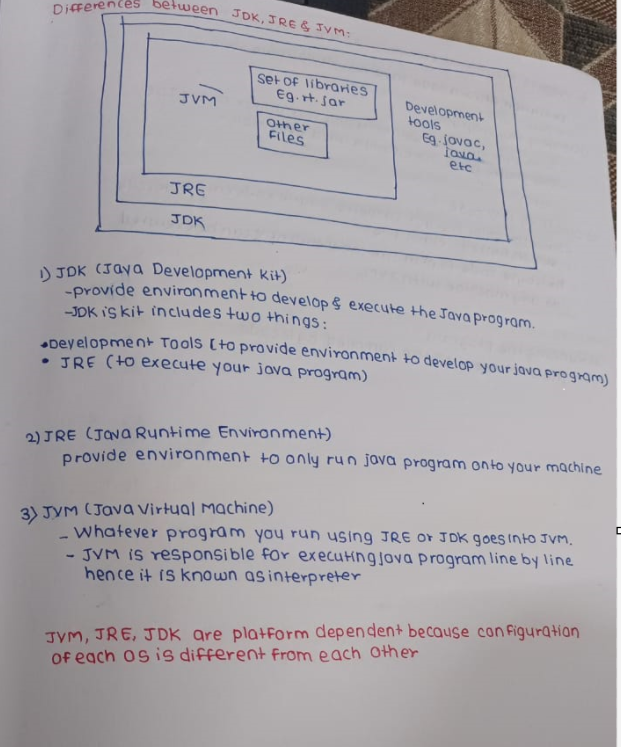 Differences between JDK, JRE & JVM:
JVM
Set of libraries
Eg. rt. jar
Other
Files
Development
tools
Eg. javac,
java
etc
JRE
JDK
1) JDK (Java Development Kit)
-provide environment to develop & execute the Java program.
-JDK is kit includes two things:
•Development Tools [to provide environment to develop your java program)
• JRE (to execute your java program)
2) JRE (Java Runtime Environment)
provide environment to only run java program onto your machine
3) JVM (Java Virtual Machine)
- Whatever program you run using JRE or JDK goes into JVM.
- JVM is responsible for executing java program line by line
hence it is known as interpreter
JVM, JRE, JDK are platform dependent because configuration
of each OS is different from each other